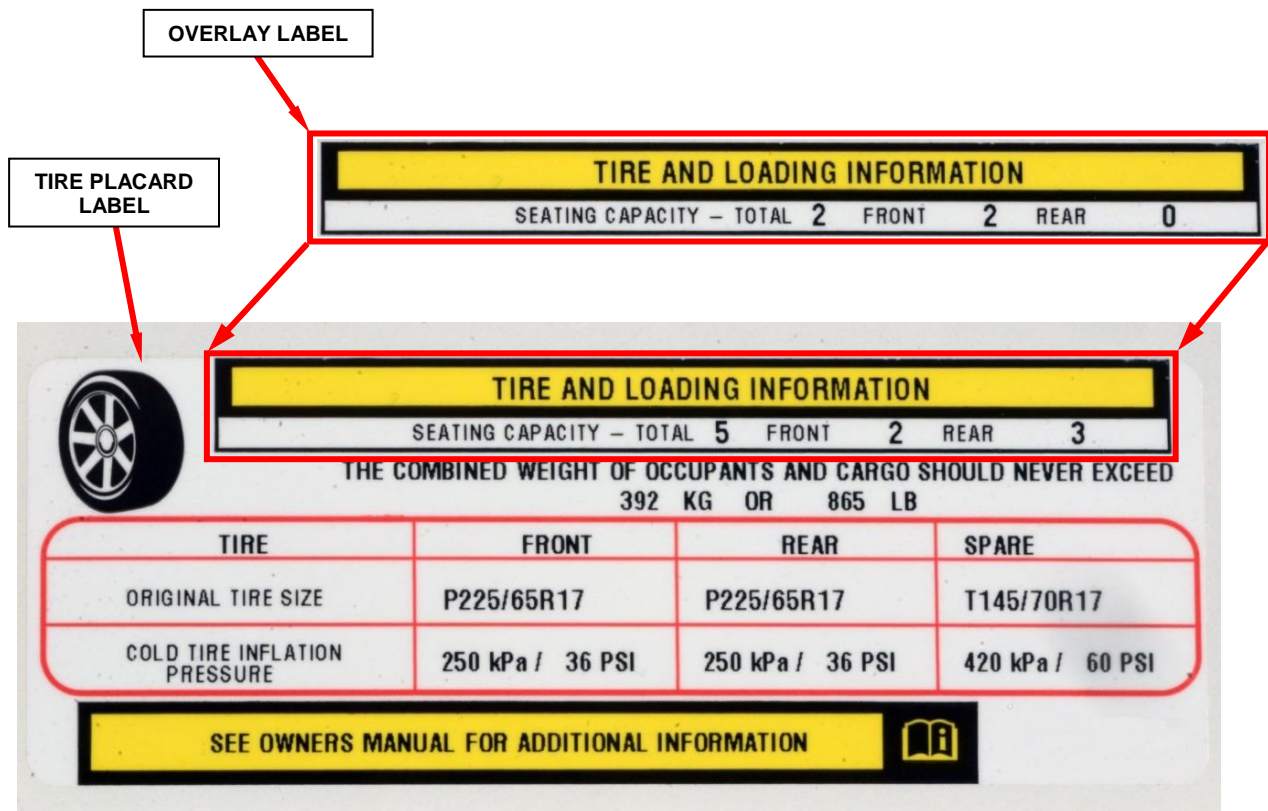 OVERLAY LABEL
TIRE PLACARD
LABEL
TIRE AND LOADING INFORMATION
SEATING CAPACITY – TOTAL 2 FRONT 2 REAR 0
TIRE AND LOADING INFORMATION
SEATING CAPACITY – TOTAL 5 FRONT 2 REAR 3
THE COMBINED WEIGHT OF OCCUPANTS AND CARGO SHOULD NEVER EXCEED
392 KG OR 865 LB
TIRE FRONT REAR SPARE
ORIGINAL TIRE SIZE P225/65R17 P225/65R17 T145/70R17
COLD TIRE INFLATION
PRESSURE 250 kPa / 36 PSI 250 kPa / 36 PSI 420 kPa / 60 PSI
SEE OWNERS MANUAL FOR ADDITIONAL INFORMATION